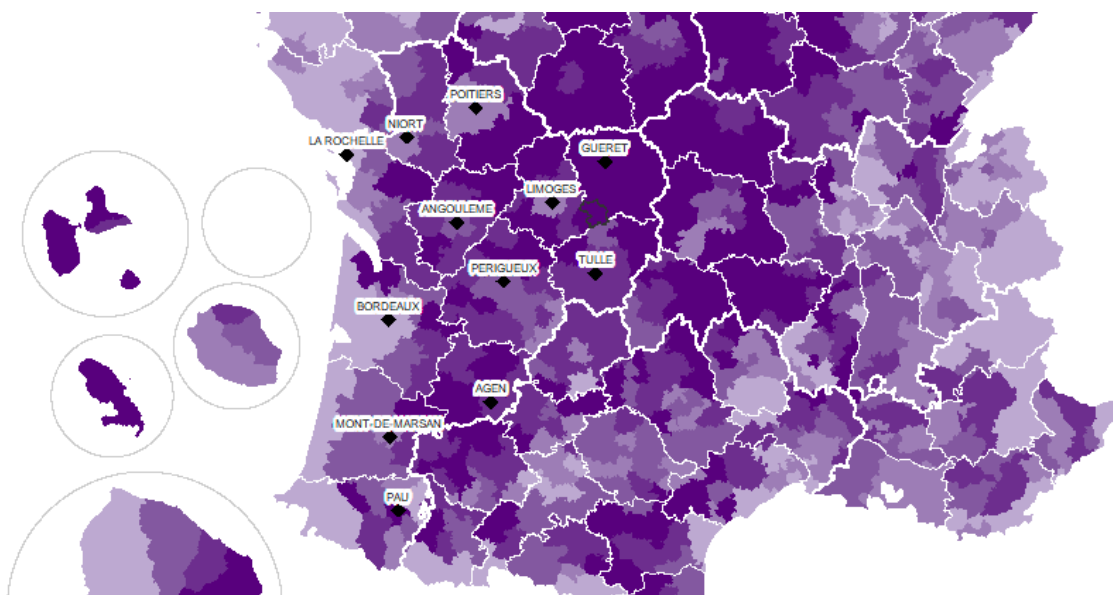 POITIERS
NIORT
LA ROCHELLE
GUERET
LIMOGES
ANGOULEME
TULLE
PERIGUEUX
BORDEAUX
AGEN
MONT-DE-MARSAN
PAU